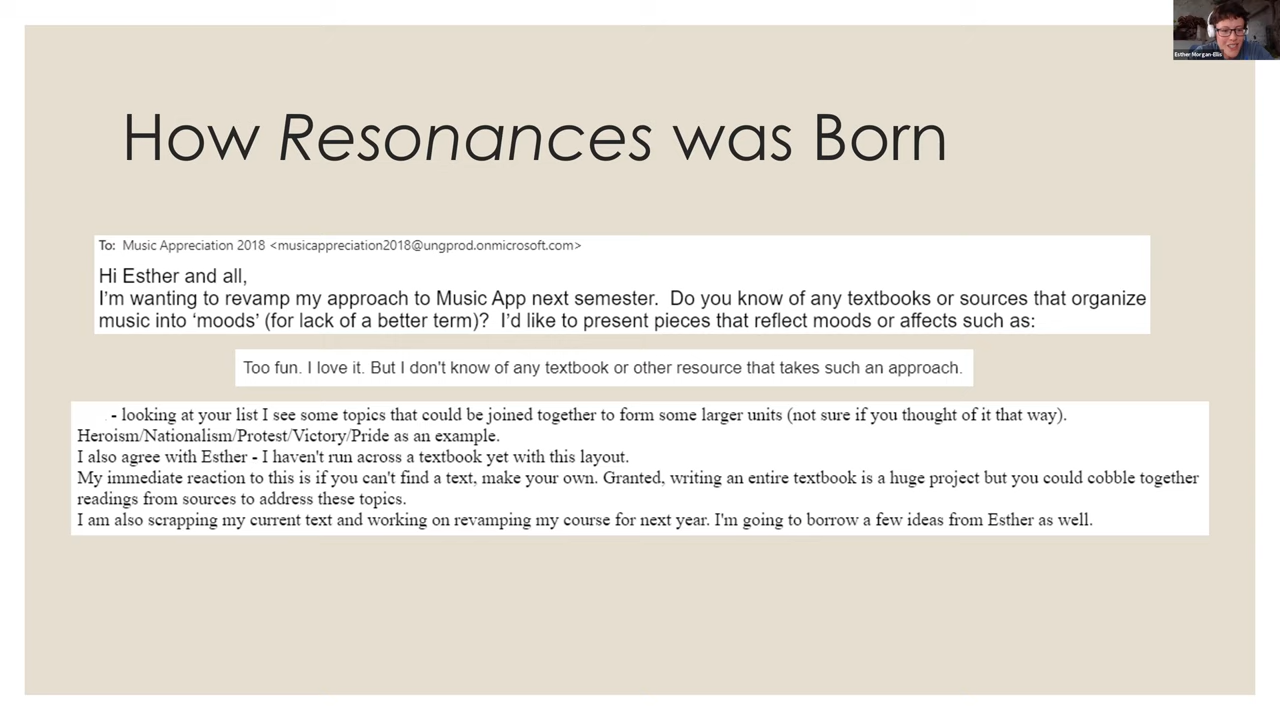 Esther Morgan-Ellis
How Resonances was Born
To: Music Appreciation 2018 <musicappreciation2018@ungprod.onmicrosoft.com>
Hi Esther and all,
I'm wanting to revamp my approach to Music App next semester. Do you know of any textbooks or sources that organize
music into 'moods' (for lack of a better term)? I'd like to present pieces that reflect moods or affects such as:
Too fun. I love it. But I don't know of any textbook or other resource that takes such an approach.
- looking at your list I see some topics that could be joined together to form some larger units (not sure if you thought of it that way).
Heroism/Nationalism/Protest/Victory/Pride as an example.
I also agree with Esther - I haven't run across a textbook yet with this layout.
My immediate reaction to this is if you can't find a text, make your own. Granted, writing an entire textbook is a huge project but you could cobble together
readings from sources to address these topics.
I am also scrapping my current text and working on revamping my course for next year. I'm going to borrow a few ideas from Esther as well.